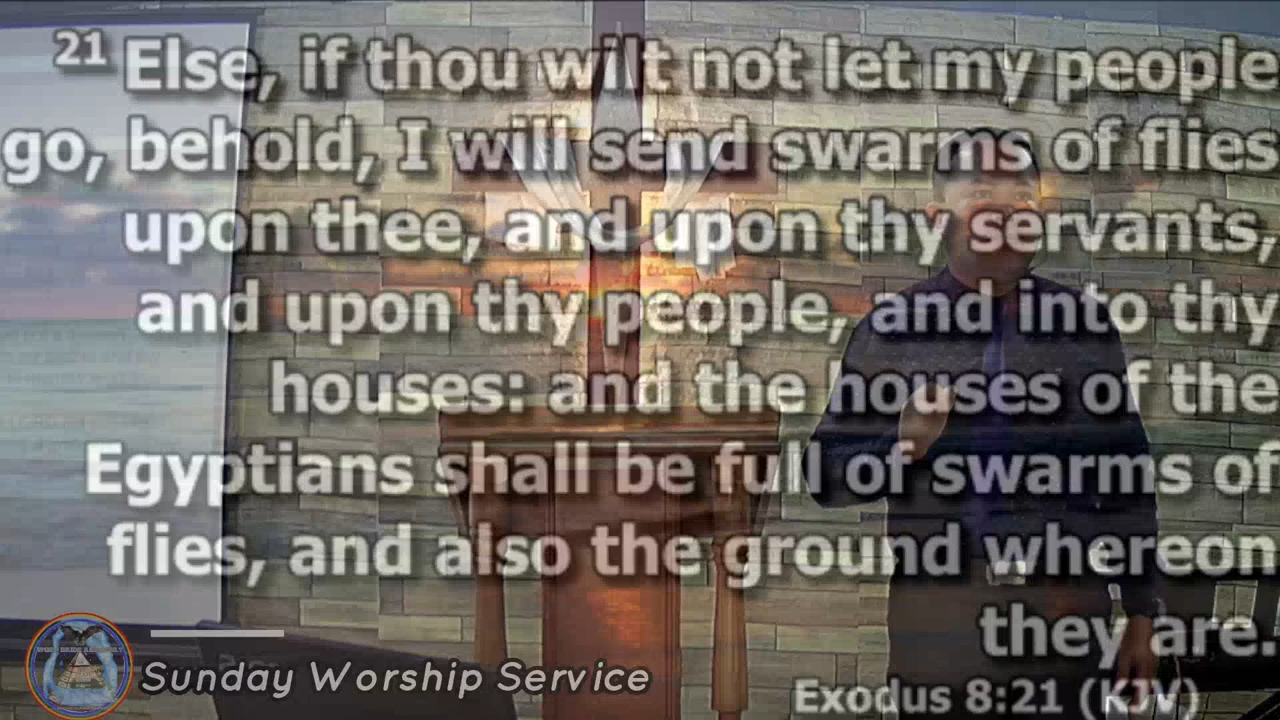 21 Else, if thou wilt not let my people
go, behold, I will send swarms of flies
upon thee, and upon thy servants,
and upon thy people, and into thy
houses: and the houses of the
Egyptians shall be full of swarms of
flies, and also the ground whereon
they are.
Exodus 8:21 (KJV)
Sunday Worship Service